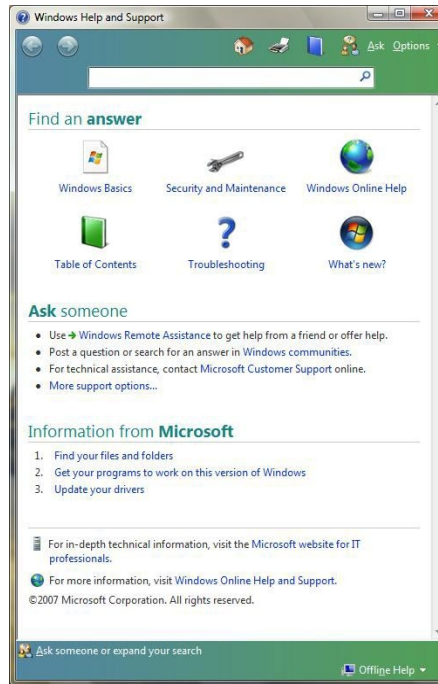 Windows Help and Support
Ask Options
Find an answer
Windows Basics
Security and Maintenance
Windows Online Help
Table of Contents
Troubleshooting
What's new?
Ask someone
Use Windows Remote Assistance to get help from a friend or offer help.
Post a question or search for an answer in Windows communities.
For technical assistance, contact Microsoft Customer Support online.
More support options...
Information from Microsoft
1. Find your files and folders
2. Get your programs to work on this version of Windows
3. Update your drivers
For in-depth technical information, visit the Microsoft website for IT
professionals.
For more information, visit Windows Online Help and Support.
©2007 Microsoft Corporation. All rights reserved.
Ask someone or expand your search
Offline Help